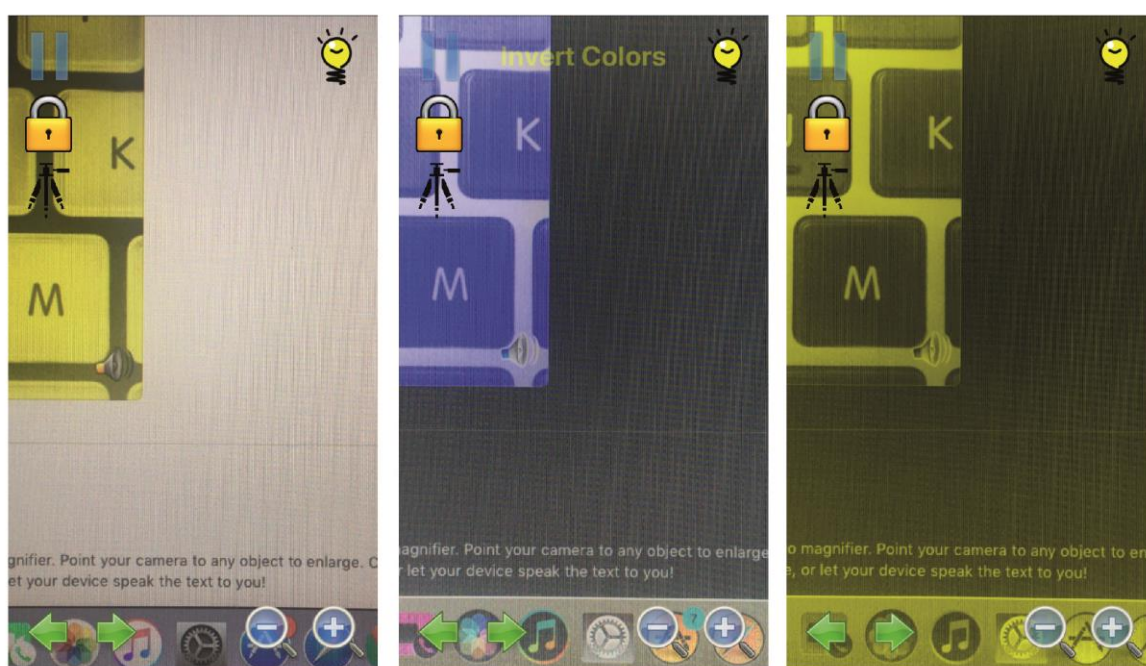 K
M
gnifier. Point your camera to any object to enlarge. C
et your device speak the text to you!
Invert Colors
K
M
agnifier. Point your camera to any object to enlarge
r let your device speak the text to you!
?
K
M
o magnifier. Point your camera to any object to en
e, or let your device speak the text to you!